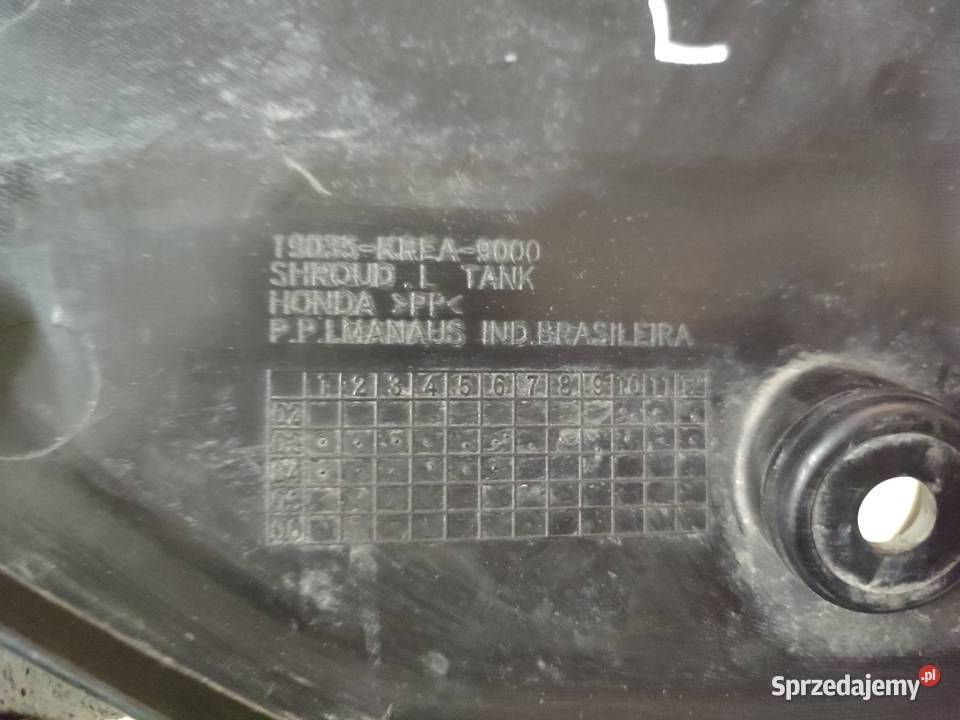 L
19035-KREA-9000
SHROUD. L TANK
HONDA >PP<
P.P.I.MANAUS IND.BRASILEIRA
1 2 3 4 5 6 7 8 9 10 11 12
Sprzedajemy.pl